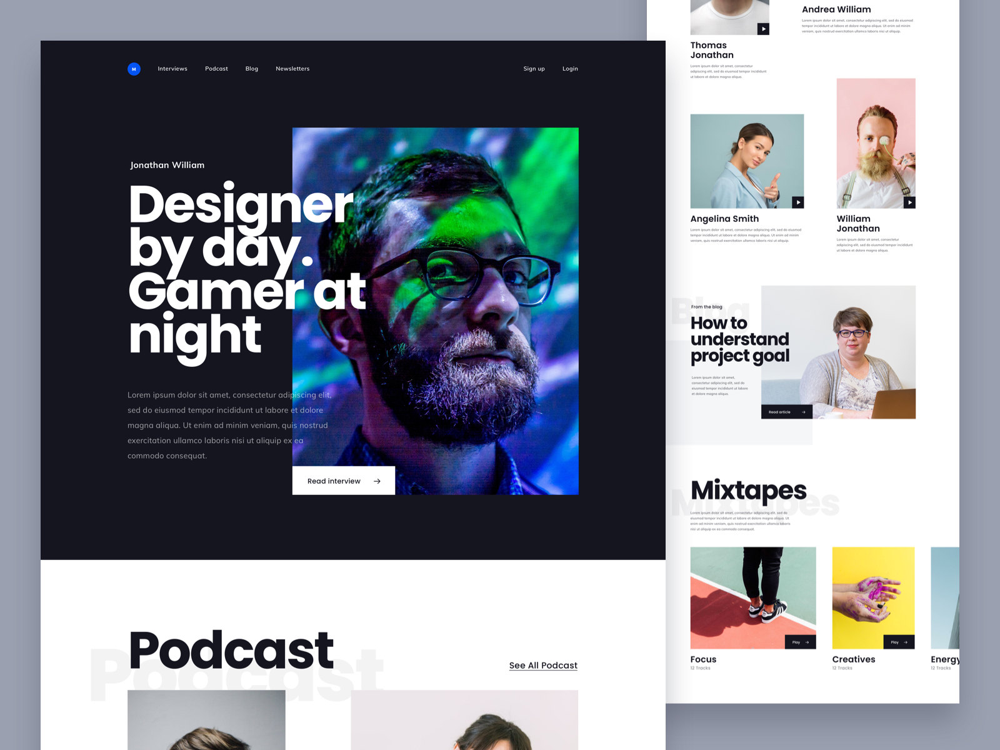 M
Interviews
Podcast
Blog
Newsletters
Sign up
Login
Jonathan William
Designer
by day.
Gamer at
night
Lorem ipsum dolor sit amet, consectetur adipiscing elit,
sed do eiusmod tempor incididunt ut labore et dolore
magna aliqua. Ut enim ad minim veniam, quis nostrud
exercitation ullamco laboris nisi ut aliquip ex ea
commodo consequat.
Read interview
Podcast
Podcast
See All Podcast
Thomas
Jonathan
Lorem ipsum dolor sit amet, consectetur
adipiscing elit, sed do eiusmod tempor incididunt
ut labore et dolore magna aliqua.
Andrea William
Lorem ipsum dolor sit amet, consectetur adipiscing elit, sed do eiusmod
tempor incididunt ut labore et dolore magna aliqua. Ut enim ad minim
veniam, quis nostrud exercitation ullamco laboris nisi ut aliquip.
Angelina Smith
Lorem ipsum dolor sit amet, consectetur adipiscing elit, sed do eiusmod
tempor incididunt ut labore et dolore magna aliqua. Ut enim ad minim
veniam, quis nostrud exercitation ullamco laboris nisi ut aliquip.
William
Jonathan
Lorem ipsum dolor sit amet, consectetur
adipiscing elit, sed do eiusmod tempor incididunt
ut labore et dolore magna aliqua.
Blog
From the blog
How to
understand
project goal
Lorem ipsum dolor sit amet,
consectetur adipiscing elit, sed do
eiusmod tempor incididunt ut labore
et dolore magna aliqua.
Read article
Mixtapes
Mixtapes
Lorem ipsum dolor sit amet, consectetur adipiscing elit, sed do
eiusmod tempor incididunt ut labore et dolore magna aliqua. Ut
enim ad minim veniam, quis nostrud exercitation ullamco laboris
nisi ut aliquip ex ea commodo consequat.
Play
Focus
12 Tracks
Play
Creatives
12 Tracks
Energy
12 Tracks